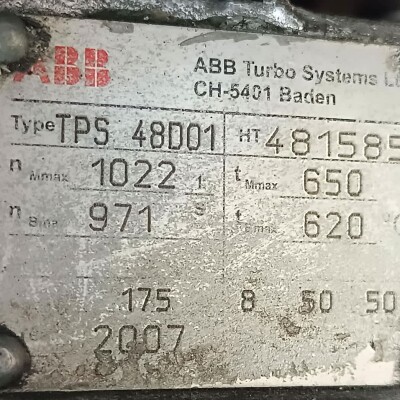 ABB
ABB Turbo Systems
CH-5401 Baden
Type TPS 48D01 HT 481585
n Mmax 1022 1 t Mmax 650
n Bmax 971 s t Bmax 620 °C
175 8 50 50
2007